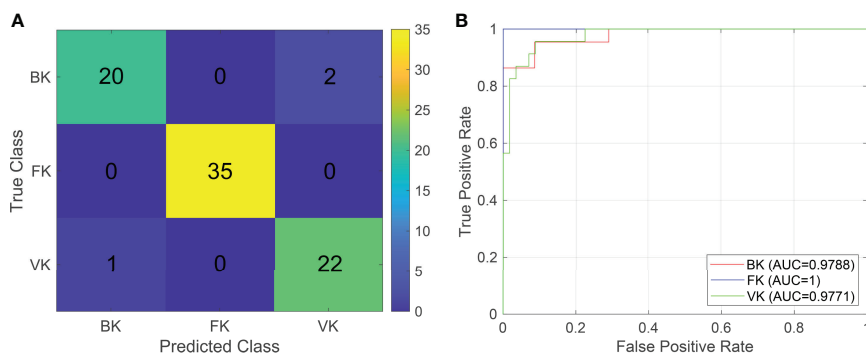 A
BK
FK
VK
True Class
20 0 2
0 35 0
1 0 22
BK FK VK
Predicted Class
35
30
25
20
15
10
5
0
B
True Positive Rate
1
0.8
0.6
0.4
0.2
0
0 0.2 0.4 0.6 0.8 1
False Positive Rate
BK (AUC=0.9788)
FK (AUC=1)
VK (AUC=0.9771)